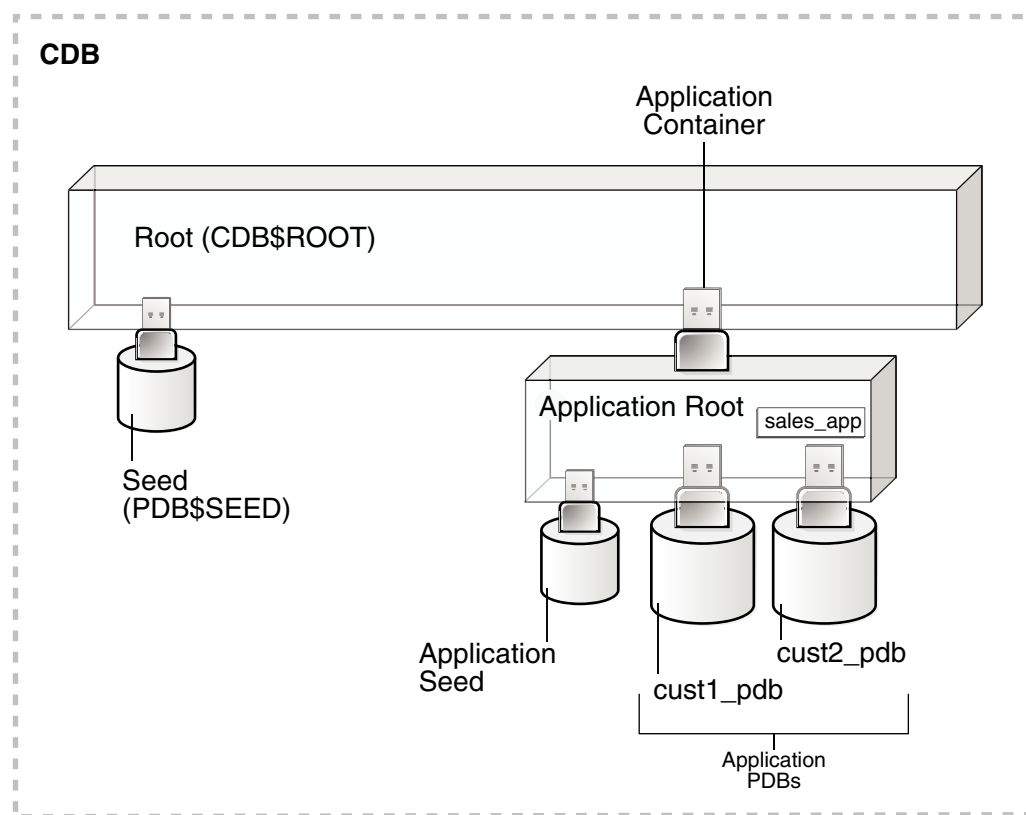 CDB
Application
Container
Root (CDB$ROOT)
Application Root
sales_app
Seed
(PDB$SEED)
Application
Seed
cust1_pdb
cust2_pdb
Application
PDBs